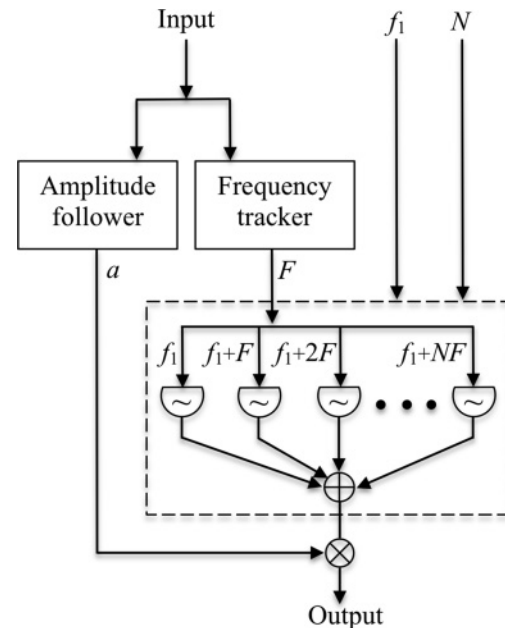 Input
f₁
N
Amplitude
follower
Frequency
tracker
a
F
f₁
f₁+F
f₁+2F
f₁+NF
~
~
~
~
Output